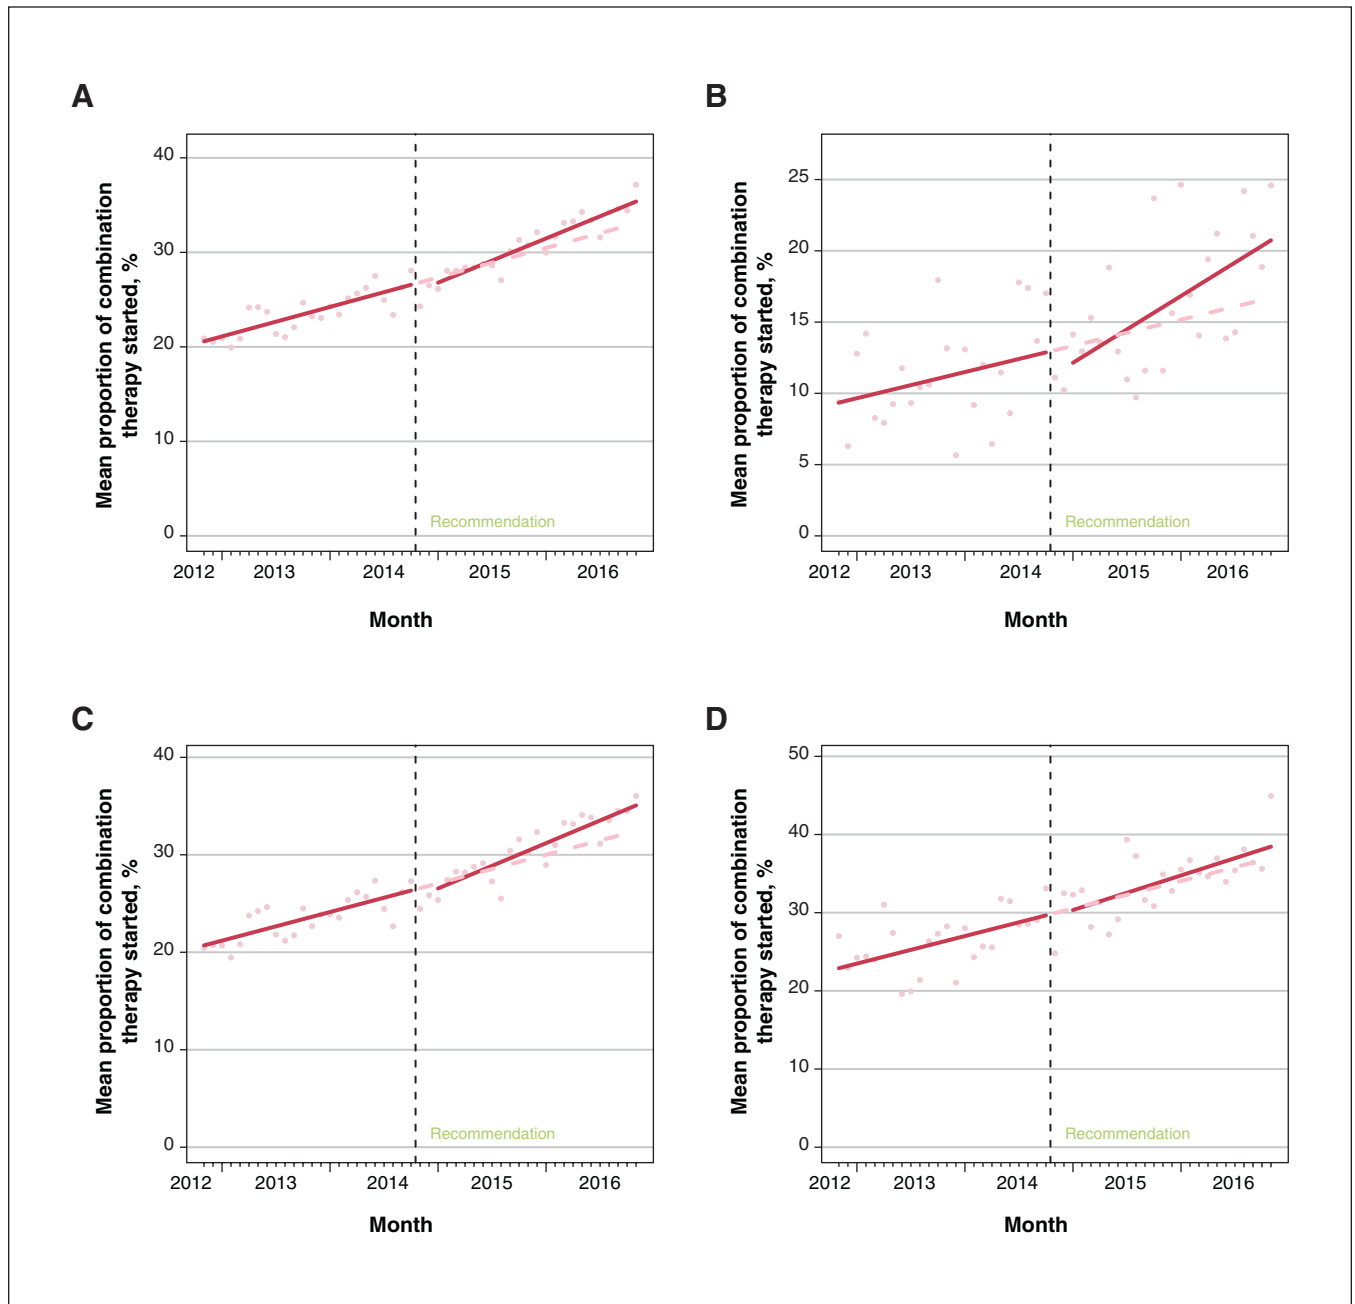 A
Mean proportion of combination
therapy started, %
40
30
20
10
0
Recommendation
2012 2013 2014 2015 2016
Month
B
Mean proportion of combination
therapy started, %
25
20
15
10
5
0
Recommendation
2012 2013 2014 2015 2016
Month
C
Mean proportion of combination
therapy started, %
40
30
20
10
0
Recommendation
2012 2013 2014 2015 2016
Month
D
Mean proportion of combination
therapy started, %
50
40
30
20
10
0
Recommendation
2012 2013 2014 2015 2016
Month